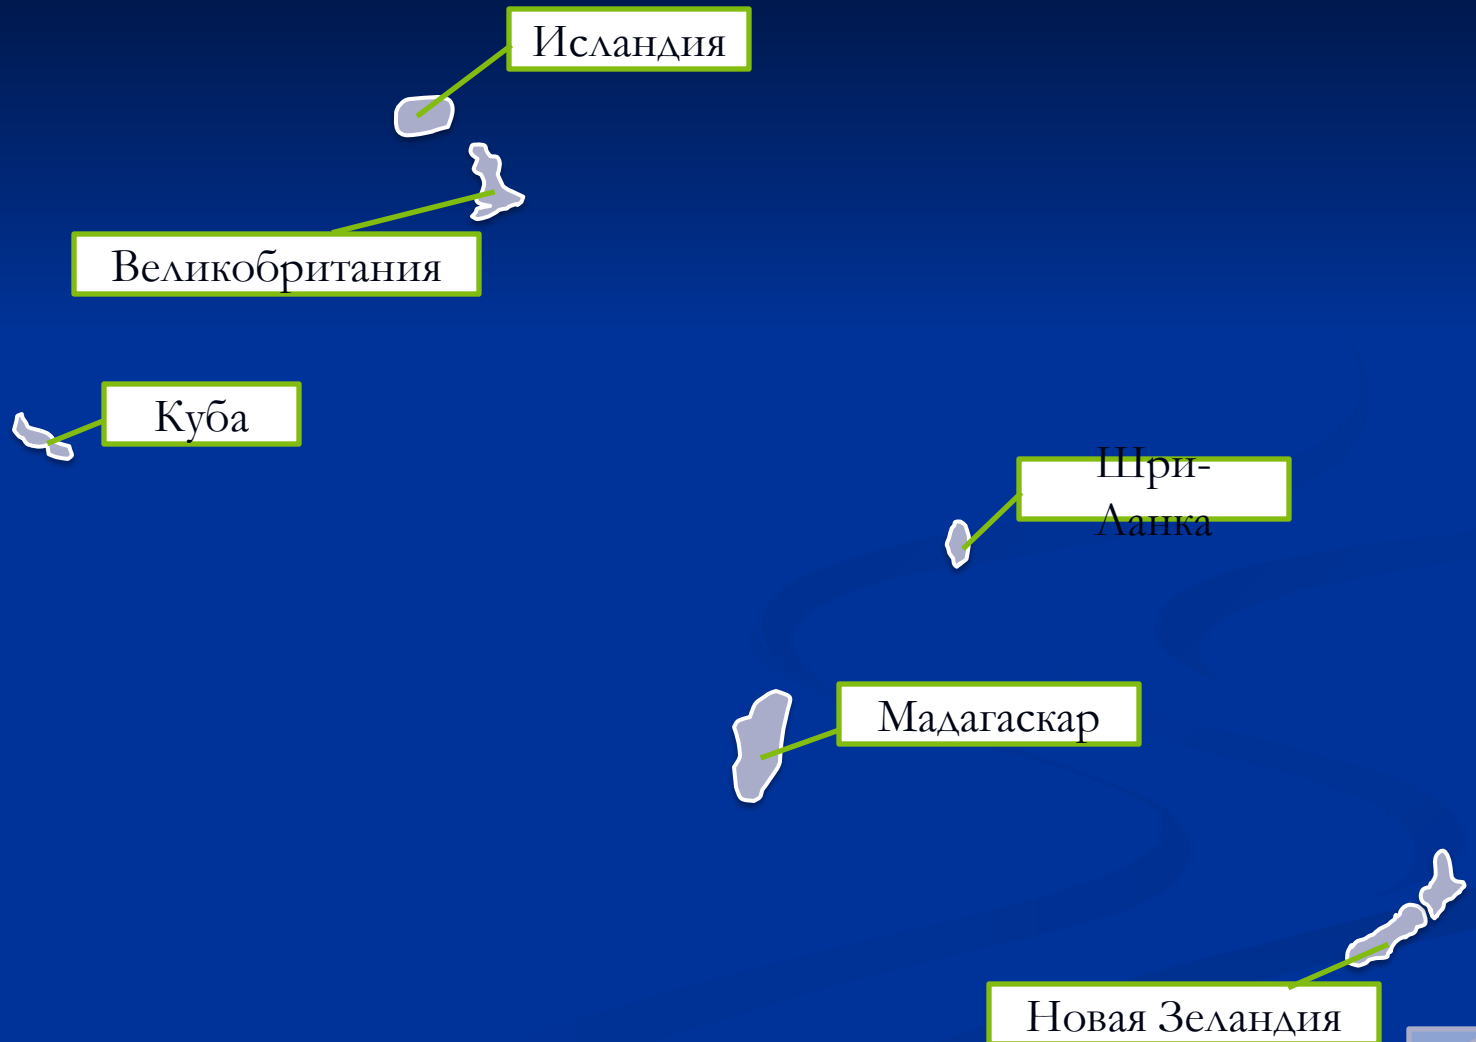 Исландия
Великобритания
Куба
Шри-
Ланка
Мадагаскар
Новая Зеландия